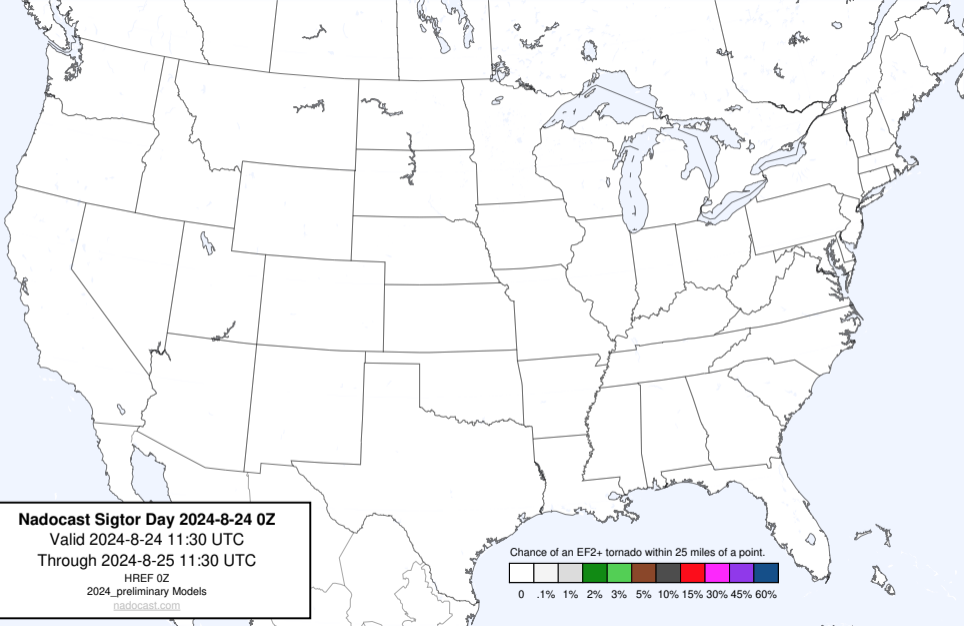 Nadocast Sigtor Day 2024-8-24 0Z
Valid 2024-8-24 11:30 UTC
Through 2024-8-25 11:30 UTC
HREF 0Z
2024_preliminary Models
nadocast.com
Chance of an EF2+ tornado within 25 miles of a point.
0 .1% 1% 2% 3% 5% 10% 15% 30% 45% 60%